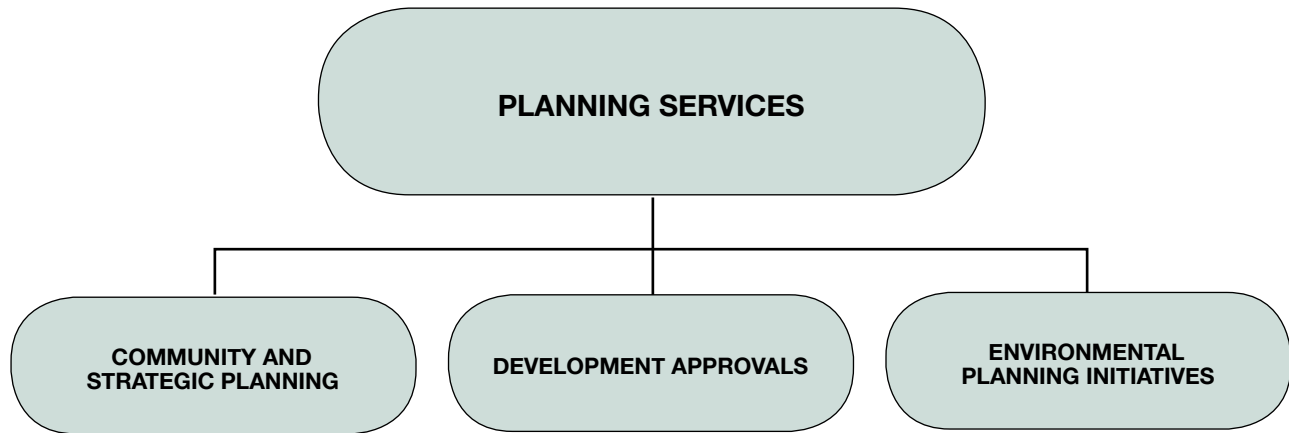 PLANNING SERVICES
COMMUNITY AND
STRATEGIC PLANNING
DEVELOPMENT APPROVALS
ENVIRONMENTAL
PLANNING INITIATIVES